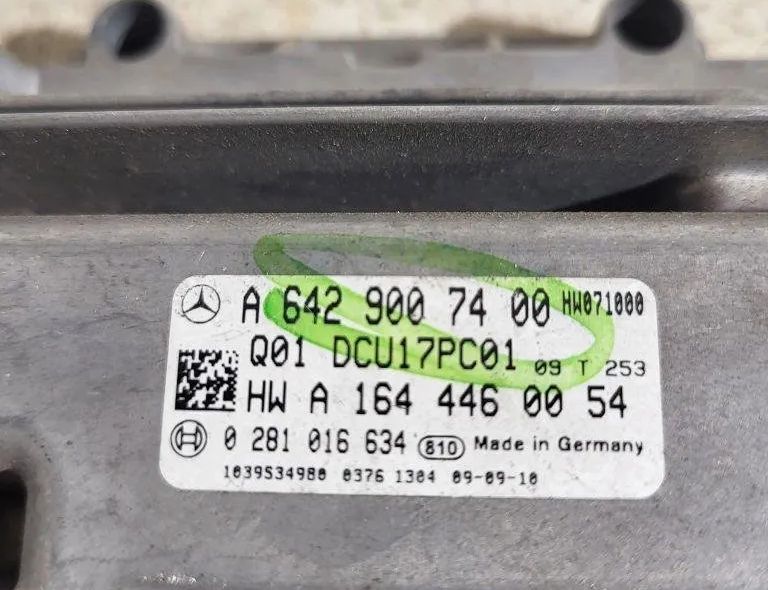 A 642 900 74 00 HW071000
Q01 DCU17PC01 09 T 253
HW A 164 446 00 54
0 281 016 634 810 Made in Germany
1039534980 0376 1304 09-09-10